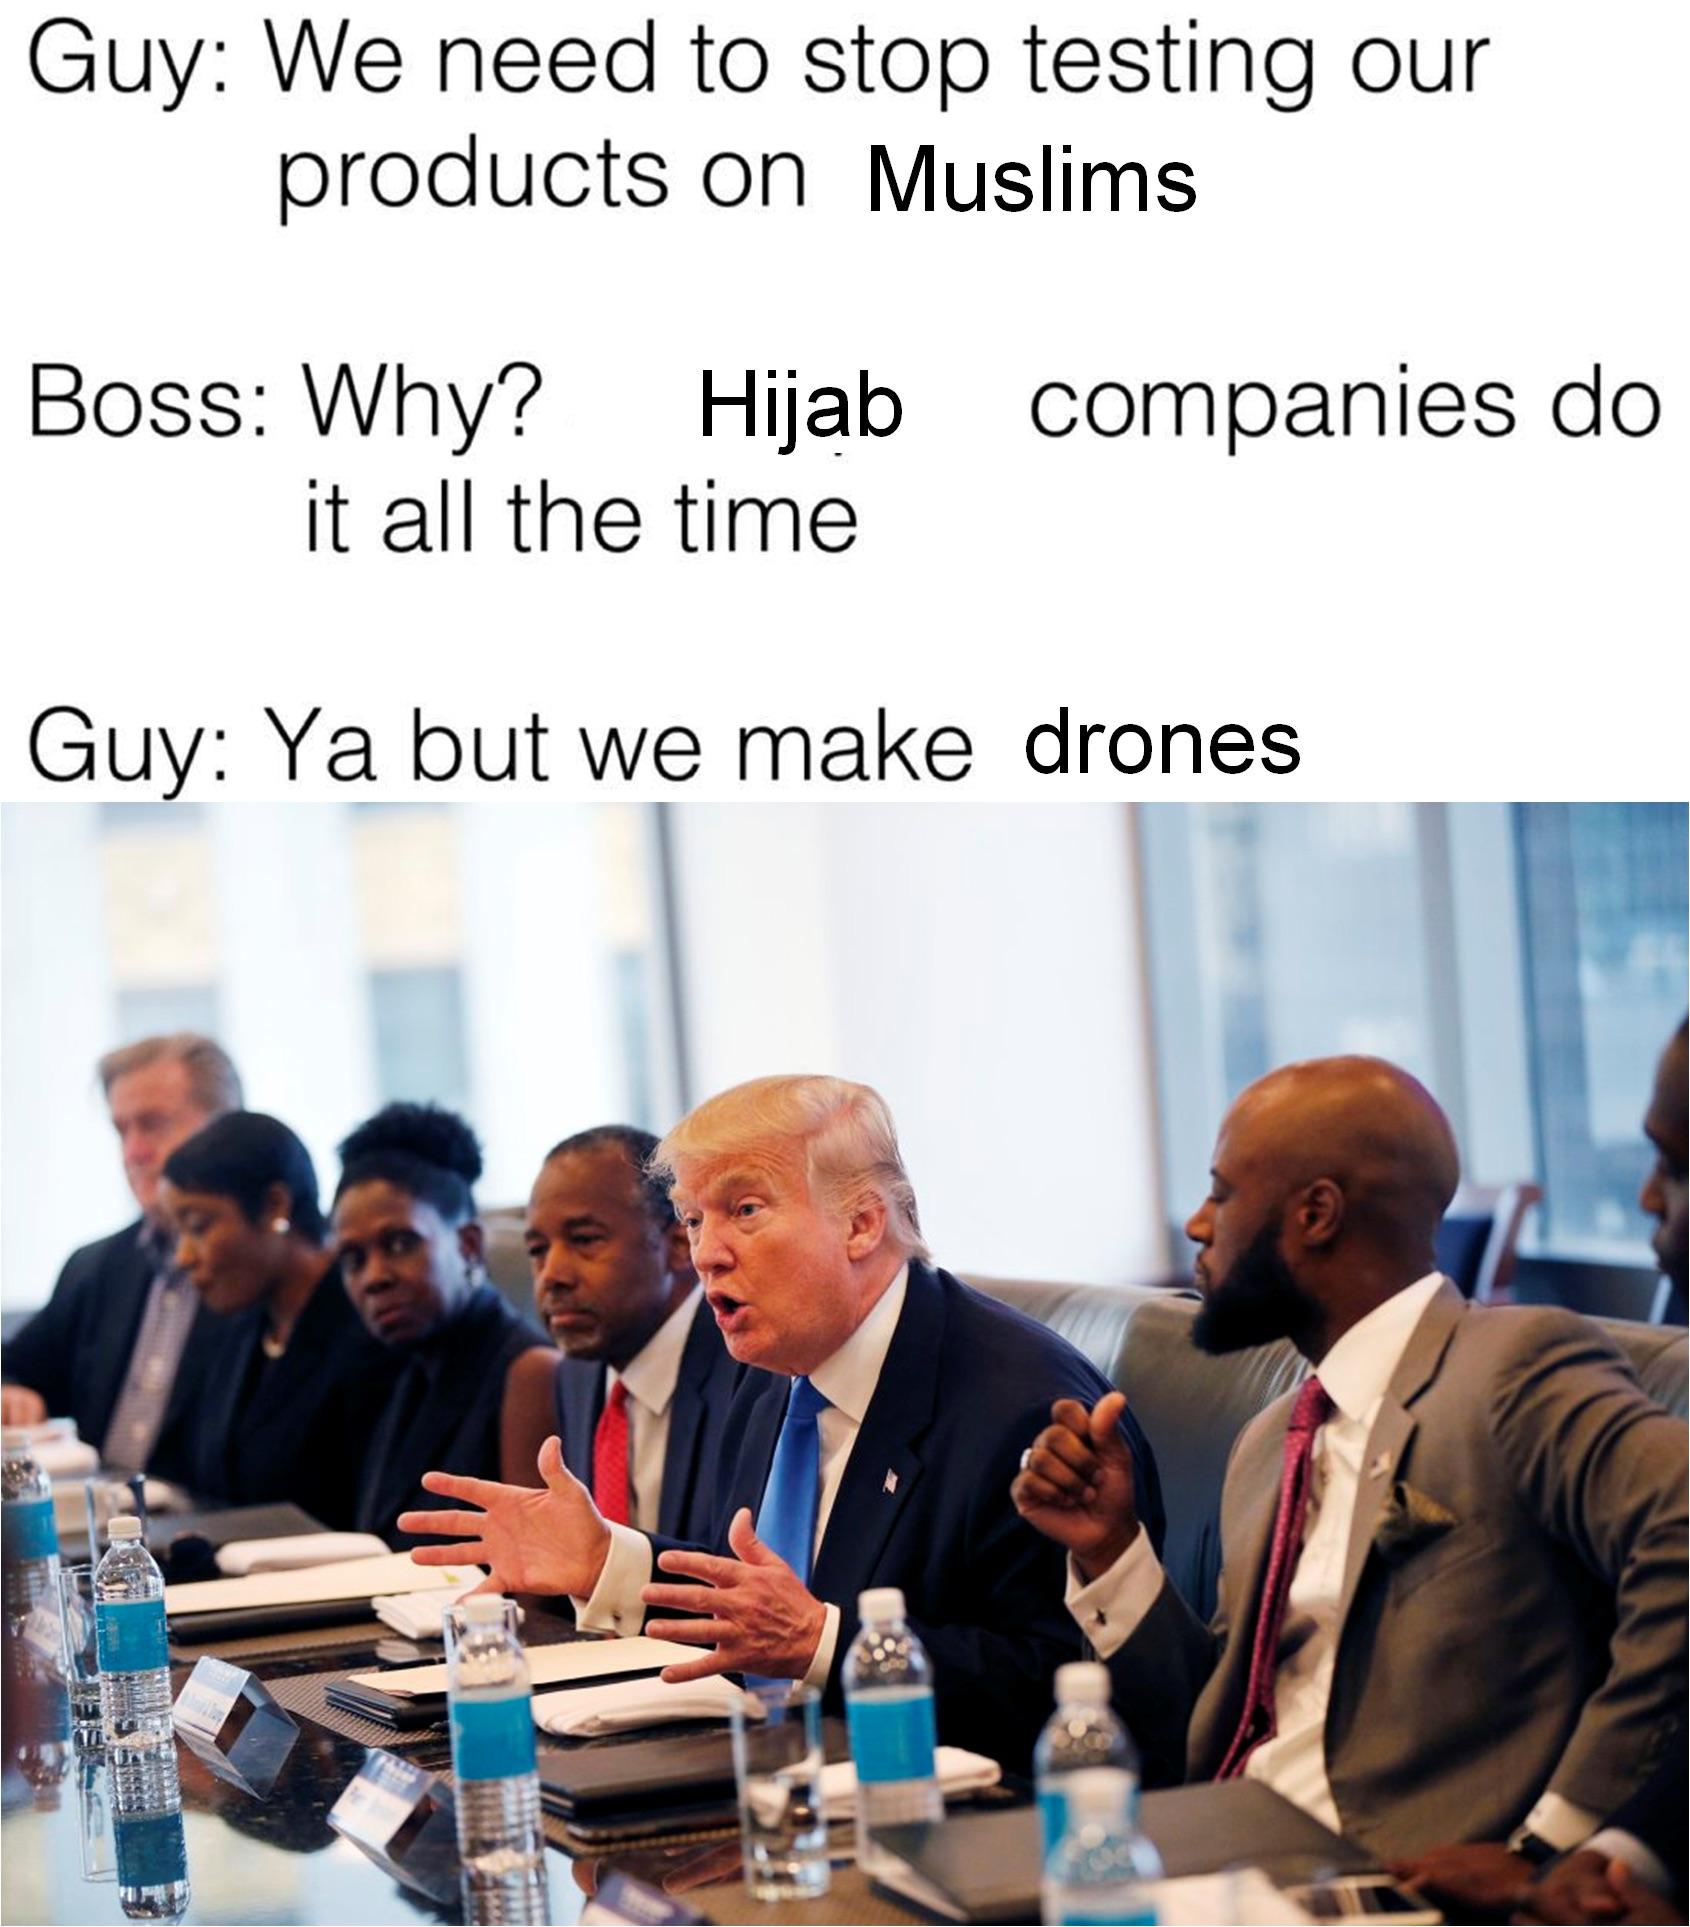 Guy: We need to stop testing our
products on Muslims
Boss: Why? Hijab companies do
it all the time
Guy: Ya but we make drones